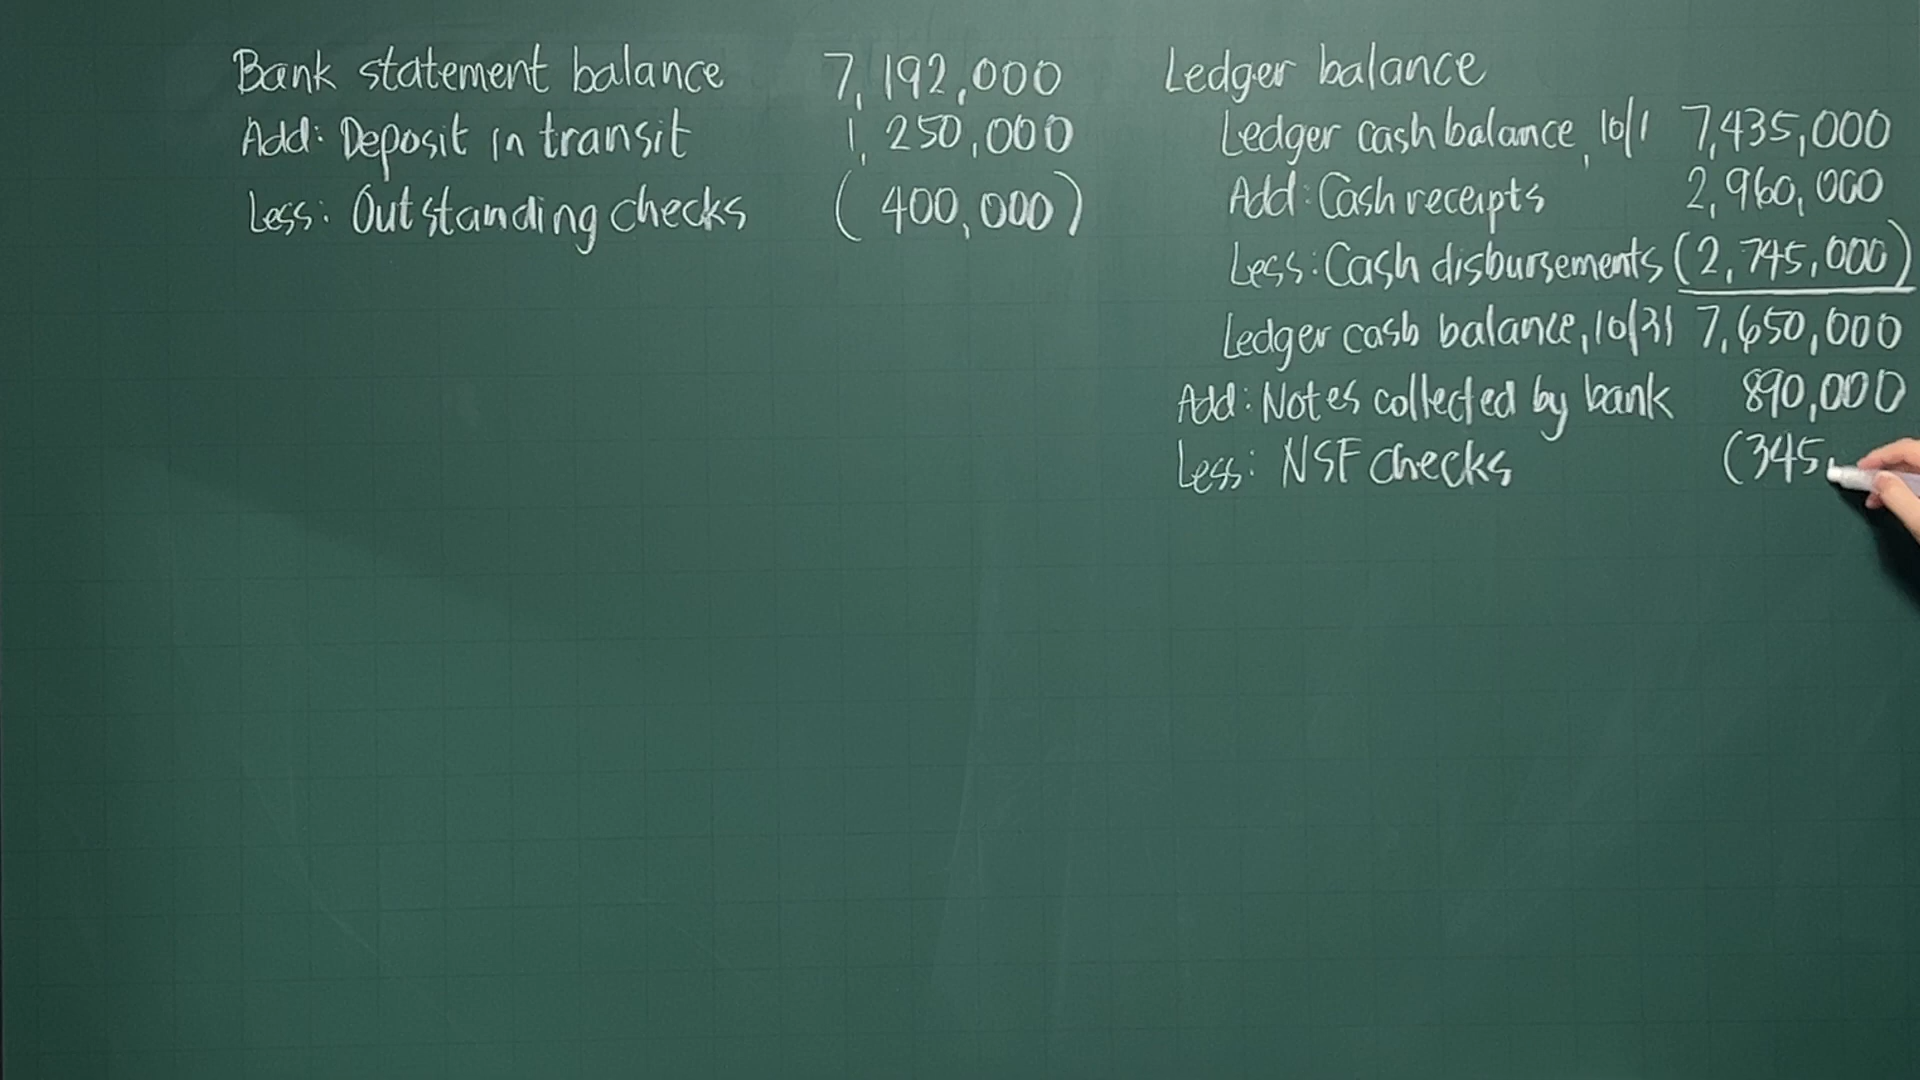 Bank statement balance 7,192,000
Add: Deposit in transit 1,250,000
Less: Outstanding checks (400,000)
Ledger balance
Ledger cash balance, 10/1 7,435,000
Add: Cash receipts 2,960,000
Less: Cash disbursements (2,745,000)
Ledger cash balance, 10/31 7,650,000
Add: Notes collected by bank 890,000
Less: NSF checks (345,